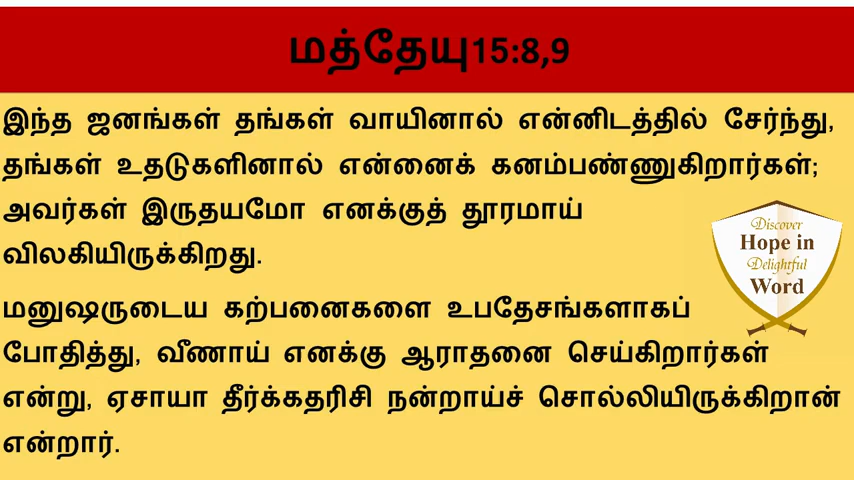 மத்தேயு15:8,9
இந்த ஜனங்கள் தங்கள் வாயினால் என்னிடத்தில் சேர்ந்து,
தங்கள் உதடுகளினால் என்னைக் கனம்பண்ணுகிறார்கள்;
அவர்கள் இருதயமோ எனக்குத் தூரமாய்
விலகியிருக்கிறது.
மனுஷருடைய கற்பனைகளை உபதேசங்களாகப்
போதித்து, வீணாய் எனக்கு ஆராதனை செய்கிறார்கள்
என்று, ஏசாயா தீர்க்கதரிசி நன்றாய்ச் சொல்லியிருக்கிறான்
என்றார்.
Discover
Hope in
Delightful
Word